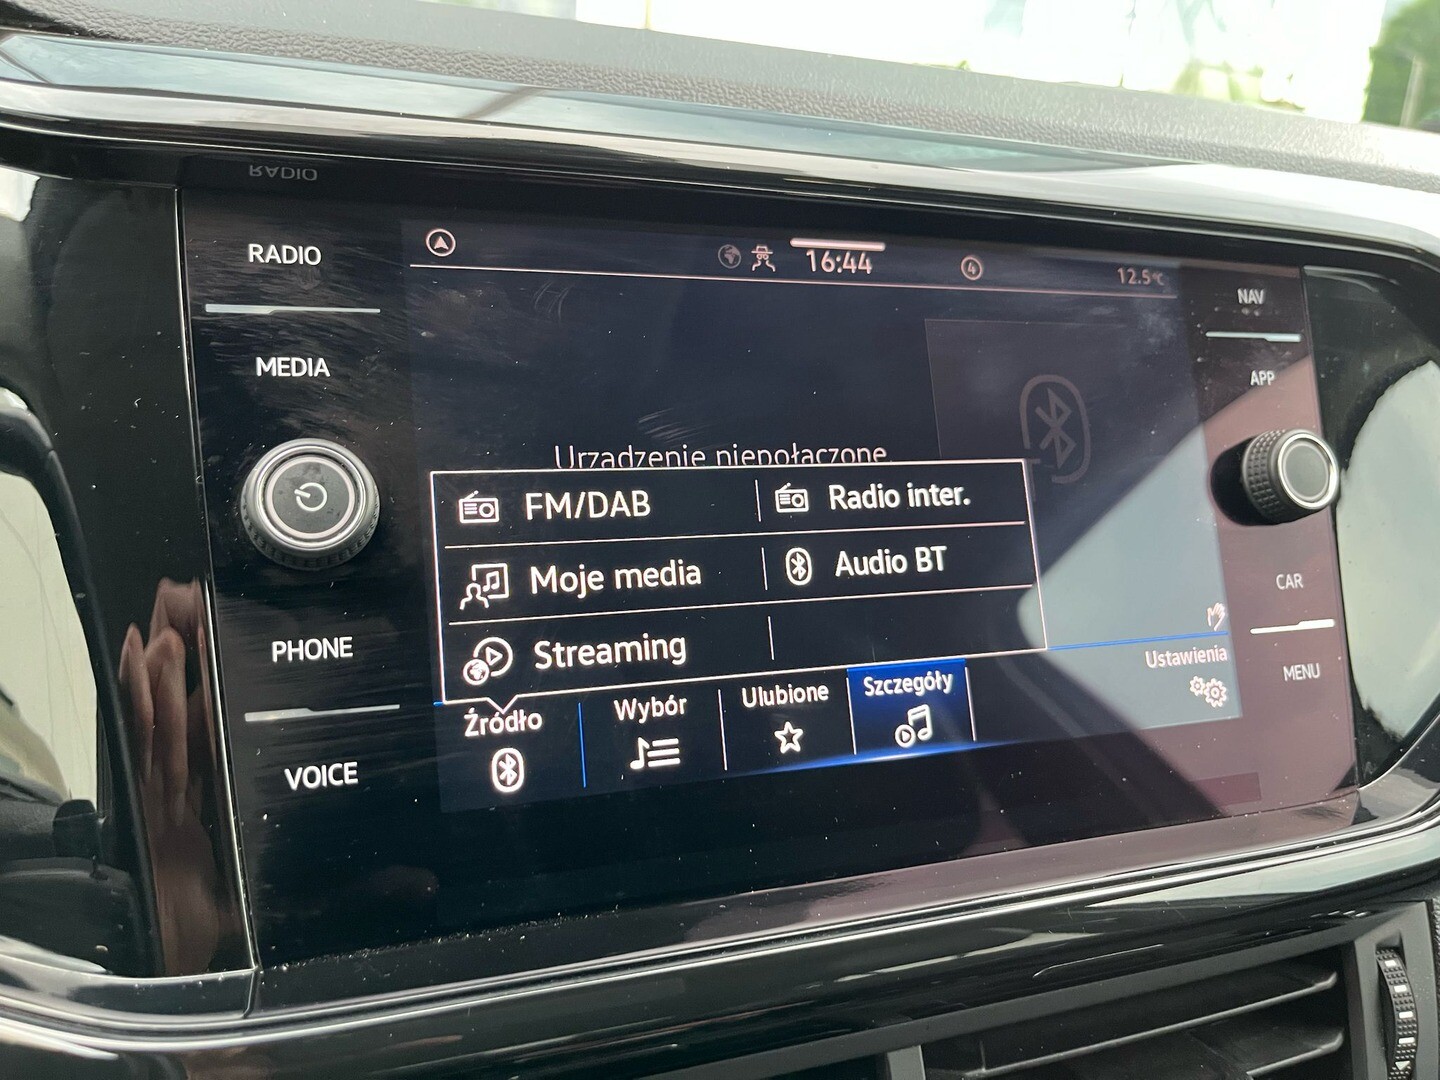 RADIO
MEDIA
PHONE
VOICE
16:44
4
12.5°C
NAV
APP
CAR
MENU
Urządzenie niepołączone.
FM/DAB
Radio inter.
Moje media
Audio BT
Streaming
Źródło
Wybór
Ulubione
Szczegóły
Ustawienia